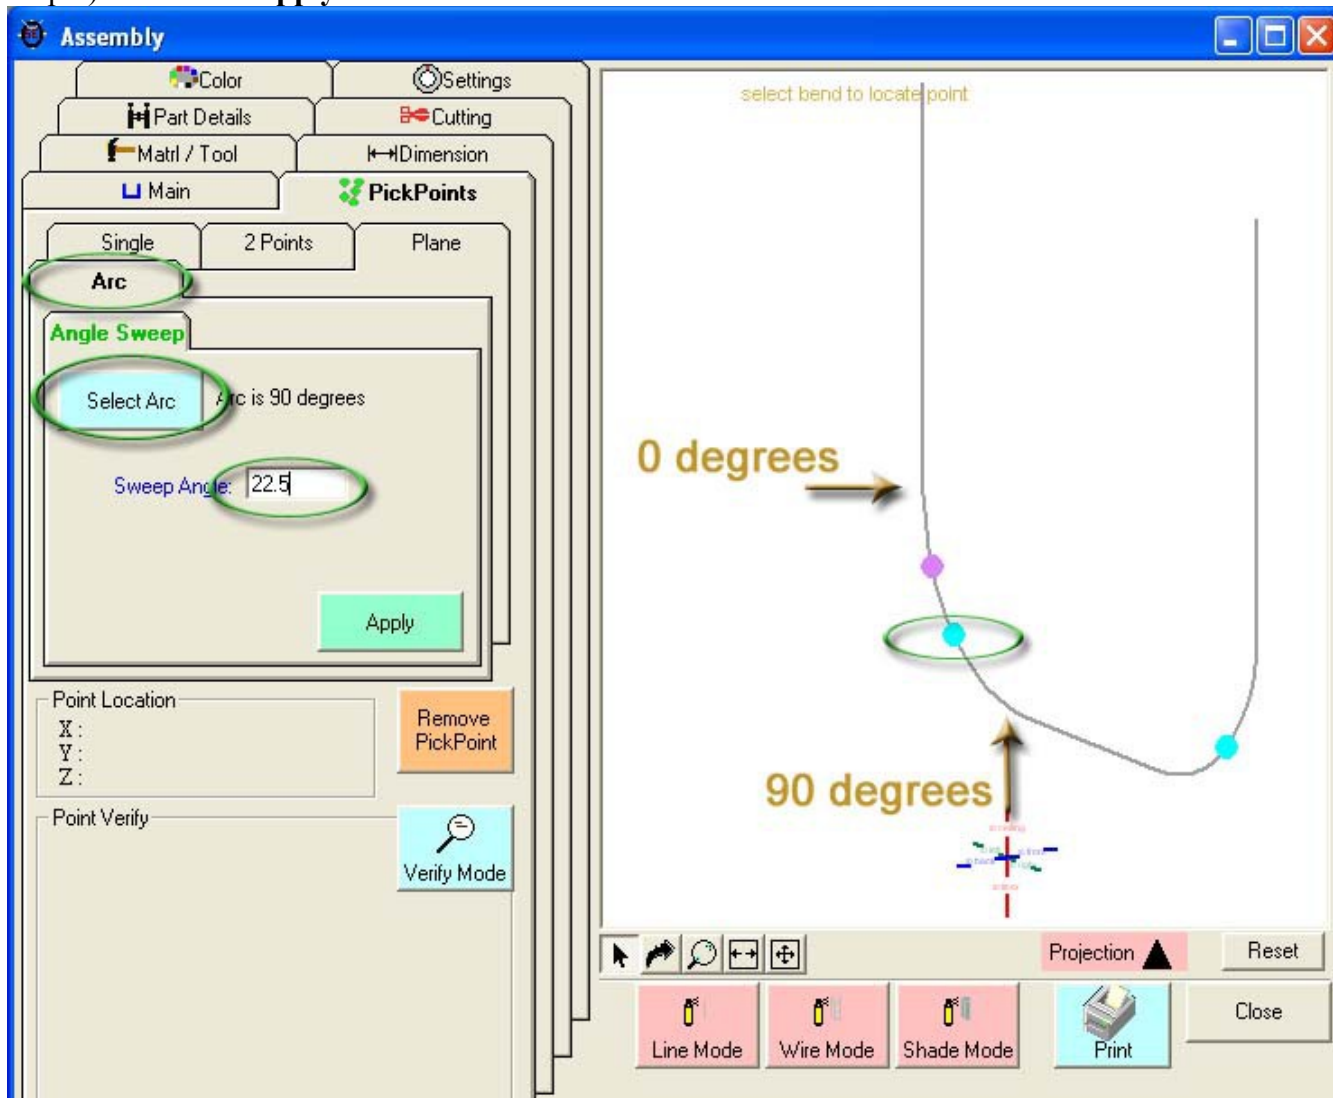 Apply
Assembly
Color
Settings
Part Details
Cutting
Matrl / Tool
Dimension
Main
PickPoints
Single
2 Points
Plane
Arc
Angle Sweep
Select Arc
Arc is 90 degrees
Sweep Angle:
22.5
Apply
Point Location
X :
Y :
Z :
Remove
PickPoint
Point Verify
Verify Mode
select bend to locate point
0 degrees
90 degrees
Projection
Reset
Line Mode
Wire Mode
Shade Mode
Print
Close